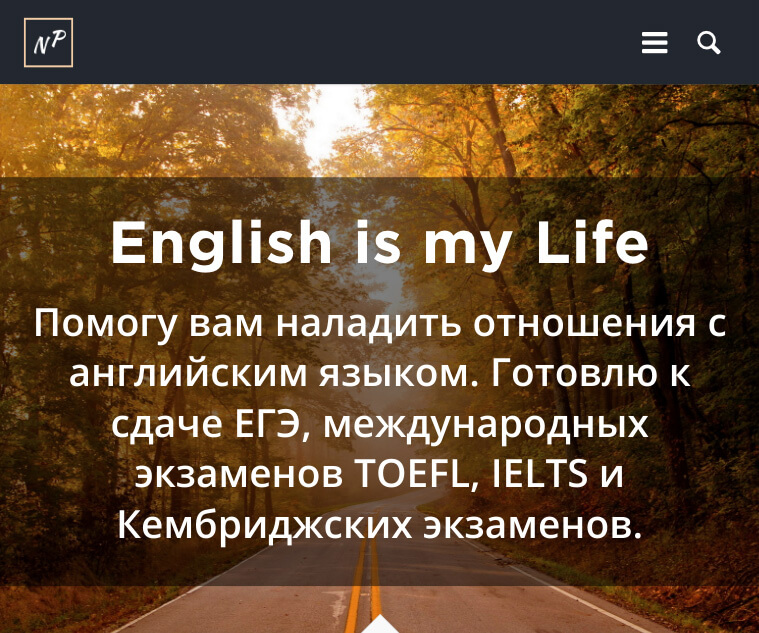 NP
English is my Life
Помогу вам наладить отношения с
английским языком. Готовлю к
сдаче ЕГЭ, международных
экзаменов TOEFL, IELTS и
Кембриджских экзаменов.